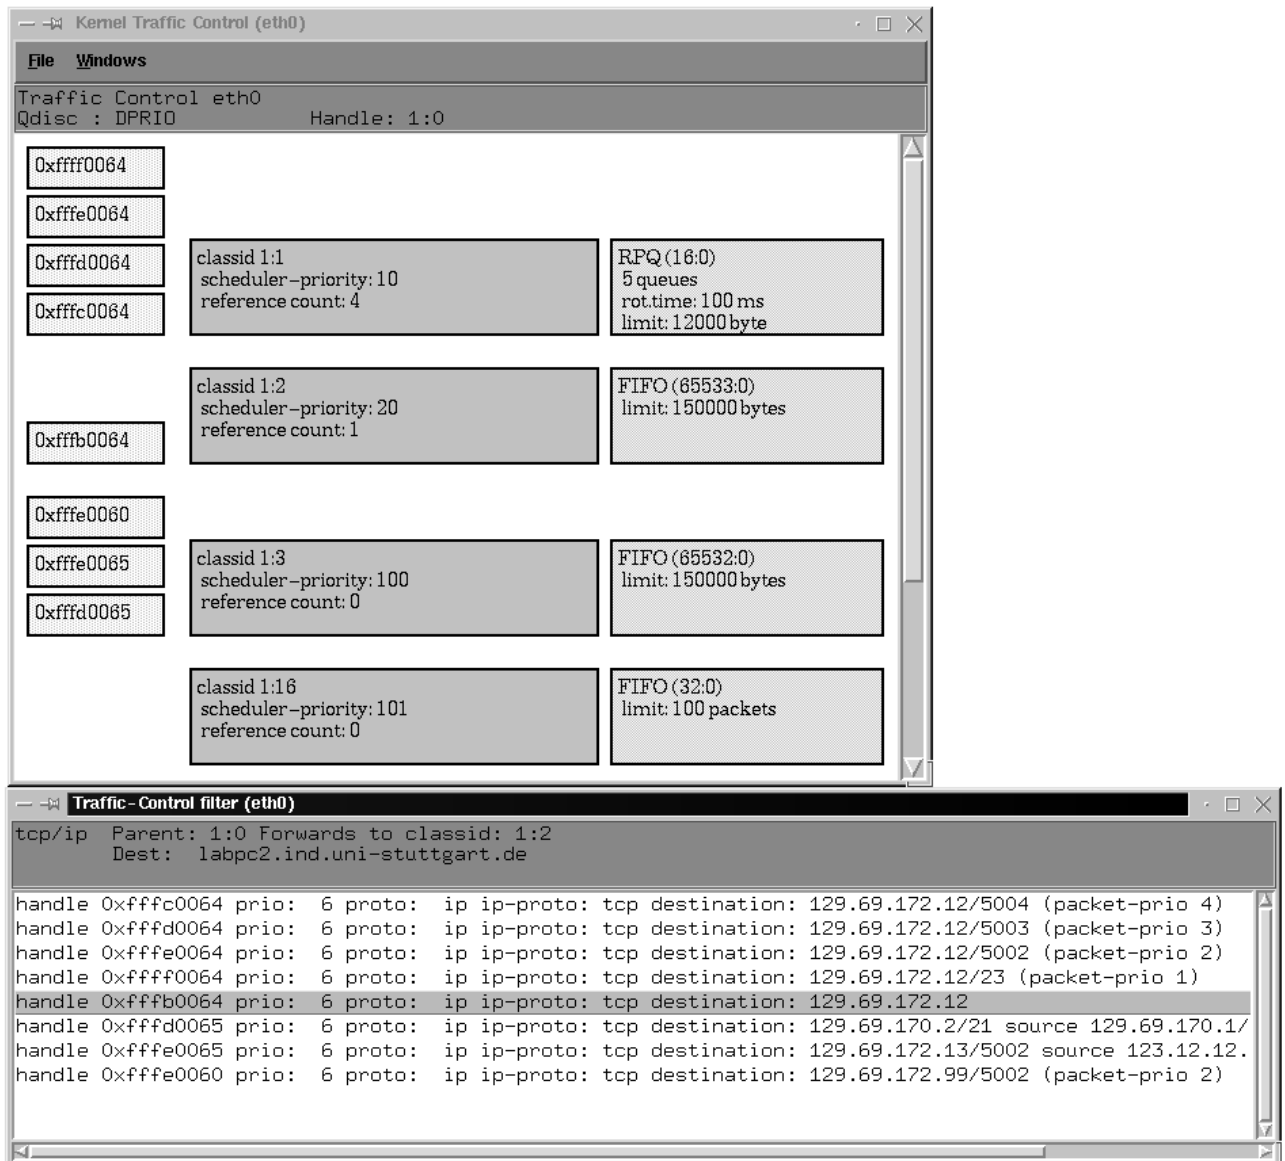 Kernel Traffic Control (eth0)
File Windows
Traffic Control eth0
Qdisc : DPRIO Handle: 1:0
0xffff0064
0xfffe0064
0xfffd0064
0xfffc0064
classid 1:1
scheduler-priority: 10
reference count: 4
RPQ (16:0)
5 queues
rot.time: 100 ms
limit: 12000 byte
0xfffb0064
classid 1:2
scheduler-priority: 20
reference count: 1
FIFO (65533:0)
limit: 150000 bytes
0xfffe0060
0xfffe0065
0xfffd0065
classid 1:3
scheduler-priority: 100
reference count: 0
FIFO (65532:0)
limit: 150000 bytes
classid 1:16
scheduler-priority: 101
reference count: 0
FIFO (32:0)
limit: 100 packets
Traffic-Control filter (eth0)
tcp/ip Parent: 1:0 Forwards to classid: 1:2
Dest: labpc2.ind.uni-stuttgart.de
handle 0xfffc0064 prio: 6 proto: ip ip-proto: tcp destination: 129.69.172.12/5004 (packet-prio 4)
handle 0xfffd0064 prio: 6 proto: ip ip-proto: tcp destination: 129.69.172.12/5003 (packet-prio 3)
handle 0xfffe0064 prio: 6 proto: ip ip-proto: tcp destination: 129.69.172.12/5002 (packet-prio 2)
handle 0xffff0064 prio: 6 proto: ip ip-proto: tcp destination: 129.69.172.12/23 (packet-prio 1)
handle 0xfffb0064 prio: 6 proto: ip ip-proto: tcp destination: 129.69.172.12
handle 0xfffd0065 prio: 6 proto: ip ip-proto: tcp destination: 129.69.170.2/21 source 129.69.170.1/
handle 0xfffe0065 prio: 6 proto: ip ip-proto: tcp destination: 129.69.172.13/5002 source 123.12.12.
handle 0xfffe0060 prio: 6 proto: ip ip-proto: tcp destination: 129.69.172.99/5002 (packet-prio 2)